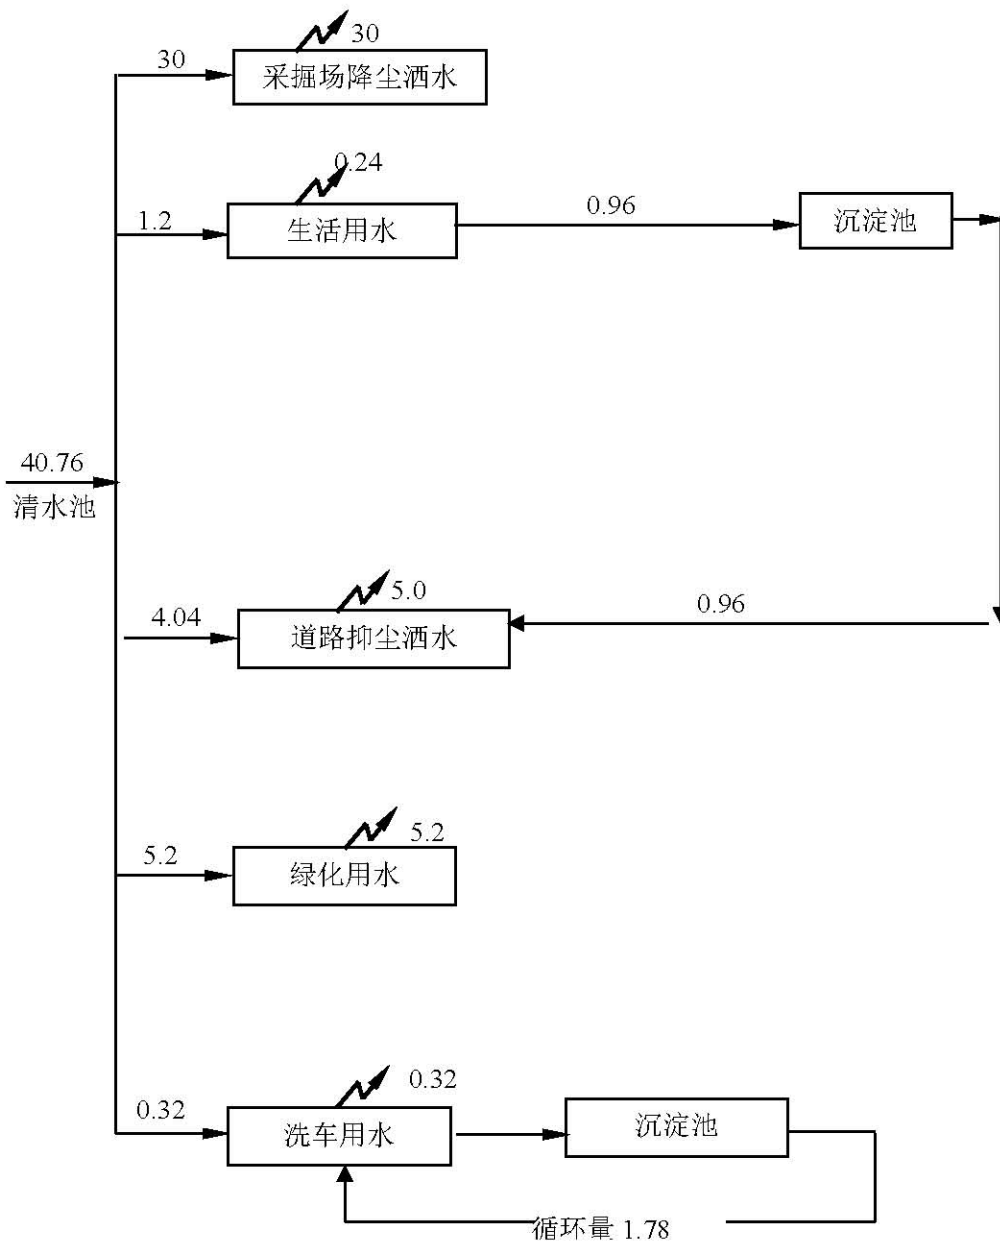 30
30
采掘场降尘洒水
0.24
1.2
生活用水
0.96
沉淀池
40.76
清水池
5.0
4.04
道路抑尘洒水
0.96
5.2
5.2
绿化用水
0.32
0.32
洗车用水
沉淀池
循环量 1.78